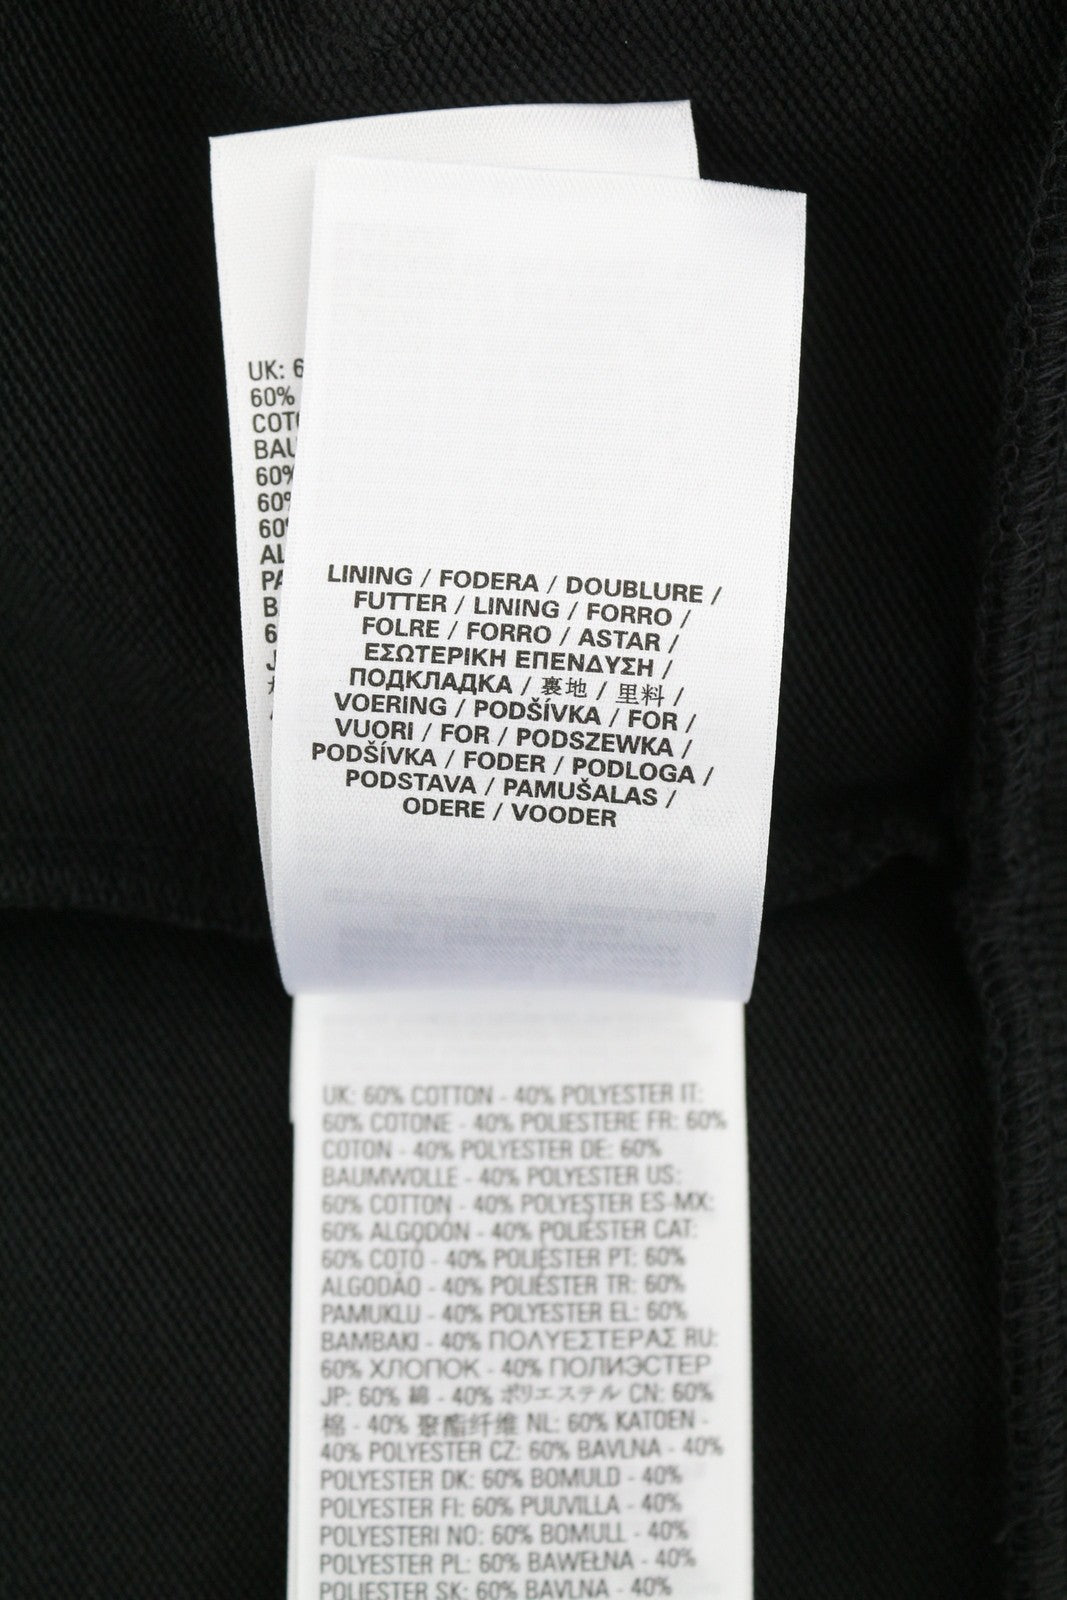 UK: 6
60%
COT
BAU
60%
60%
60%
AL
PA
B
6
J
LINING / FODERA / DOUBLURE /
FUTTER / LINING / FORRO /
FOLRE / FORRO / ASTAR /
ΕΣΩΤΕΡΙΚΗ ΕΠΕΝΔΥΣΗ /
ПОДКЛАДКА / 裏地 / 里料 /
VOERING / PODŠÍVKA / FOR /
VUORI / FOR / PODSZEWKA /
PODŠÍVKA / FODER / PODLOGA /
PODSTAVA / PAMUŠALAS /
ODERE / VOODER
UK: 60% COTTON - 40% POLYESTER IT:
60% COTONE - 40% POLIESTERE FR: 60%
COTON - 40% POLYESTER DE: 60%
BAUMWOLLE - 40% POLYESTER US:
60% COTTON - 40% POLYESTER ES-MX:
60% ALGODÓN - 40% POLIÉSTER CAT:
60% COTÓ - 40% POLIÈSTER PT: 60%
ALGODÃO - 40% POLIÉSTER TR: 60%
PAMUKLU - 40% POLYESTER EL: 60%
ΒΑΜΒΑΚΙ - 40% ΠΟΛΥΕΣΤΕΡΑΣ RU:
60% ХЛОПОК - 40% ПОЛИЭСТЕР
JP: 60% 綿 - 40% ポリエステル CN: 60%
棉 - 40% 聚酯纤维 NL: 60% KATOEN -
40% POLYESTER CZ: 60% BAVLNA - 40%
POLYESTER DK: 60% BOMULD - 40%
POLYESTER FI: 60% PUUVILLA - 40%
POLYESTERI NO: 60% BOMULL - 40%
POLYESTER PL: 60% BAWEŁNA - 40%
POLIESTER SK: 60% BAVLNA - 40%